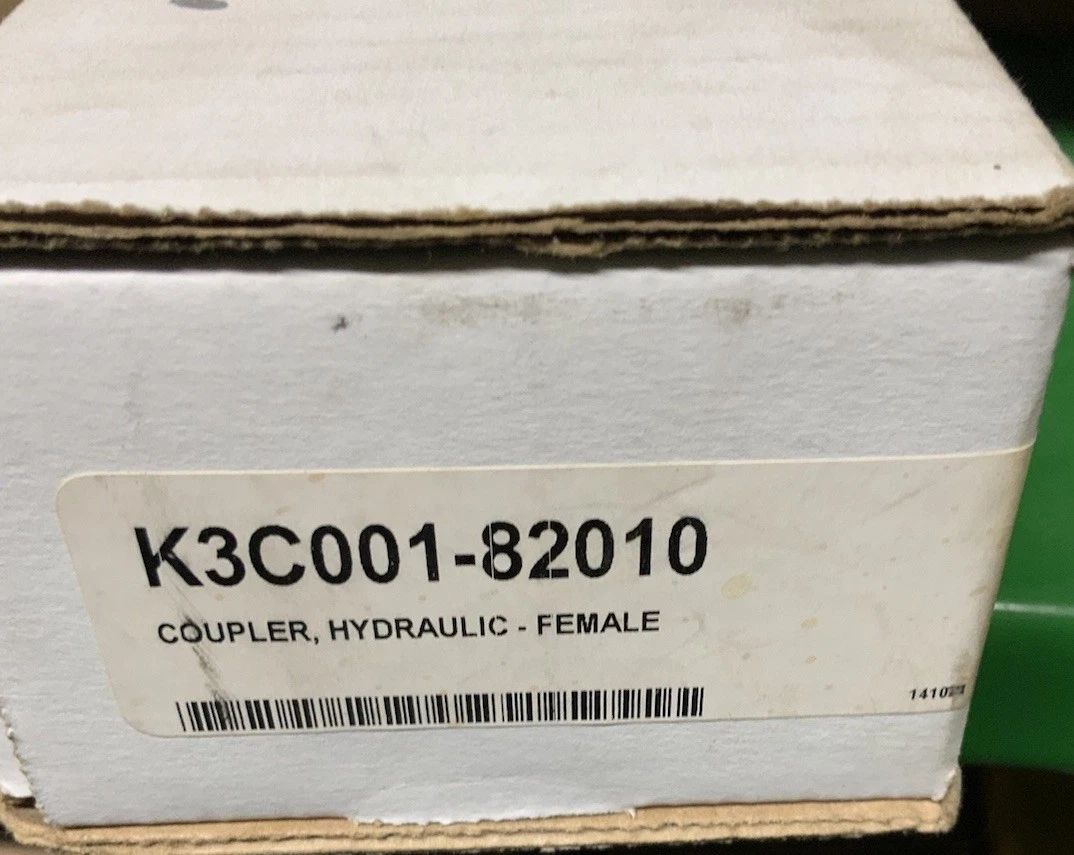 K3C001-82010
COUPLER, HYDRAULIC - FEMALE